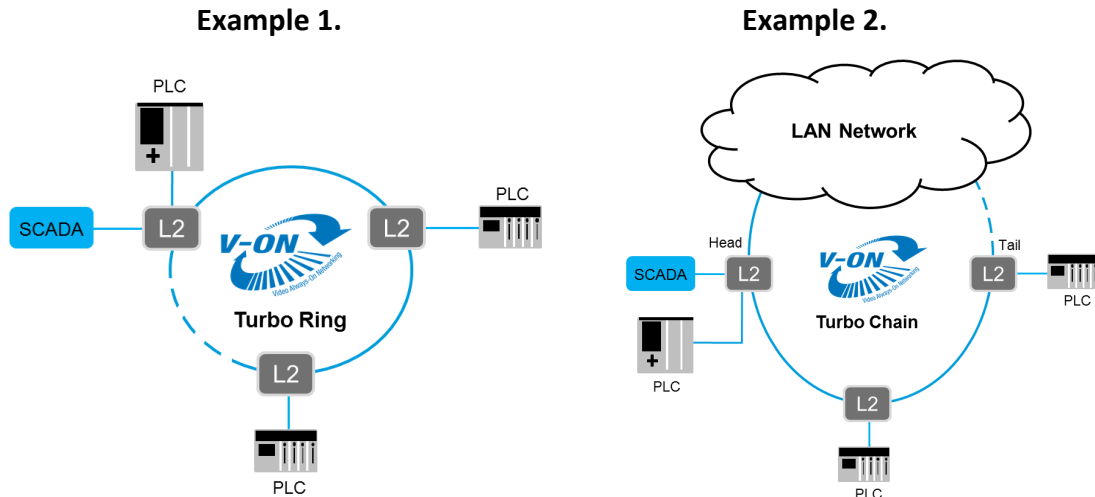 Example 1.
PLC
SCADA
L2
L2
PLC
V-ON
Video Always-On Networking
Turbo Ring
L2
PLC
Example 2.
LAN Network
Head
Tail
SCADA
L2
V-ON
Video Always-On Networking
L2
PLC
Turbo Chain
PLC
L2
PLC